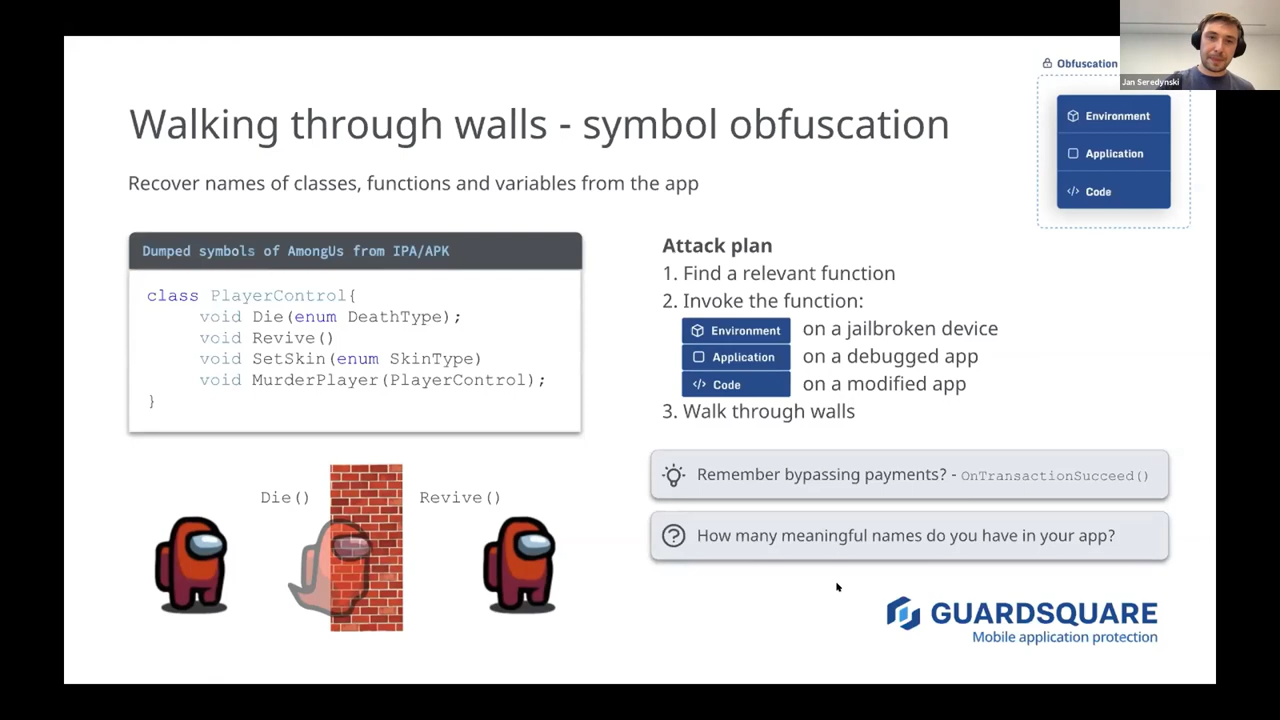 Jan Seredynski
Obfuscation
Environment
Application
Code
Walking through walls - symbol obfuscation
Recover names of classes, functions and variables from the app
Dumped symbols of AmongUs from IPA/APK
class PlayerControl{
void Die(enum DeathType);
void Revive()
void SetSkin(enum SkinType)
void MurderPlayer(PlayerControl);
}
Die()
Revive()
Attack plan
1. Find a relevant function
2. Invoke the function:
Environment on a jailbroken device
Application on a debugged app
Code on a modified app
3. Walk through walls
Remember bypassing payments? - OnTransactionSucceed()
How many meaningful names do you have in your app?
GUARDSQUARE
Mobile application protection